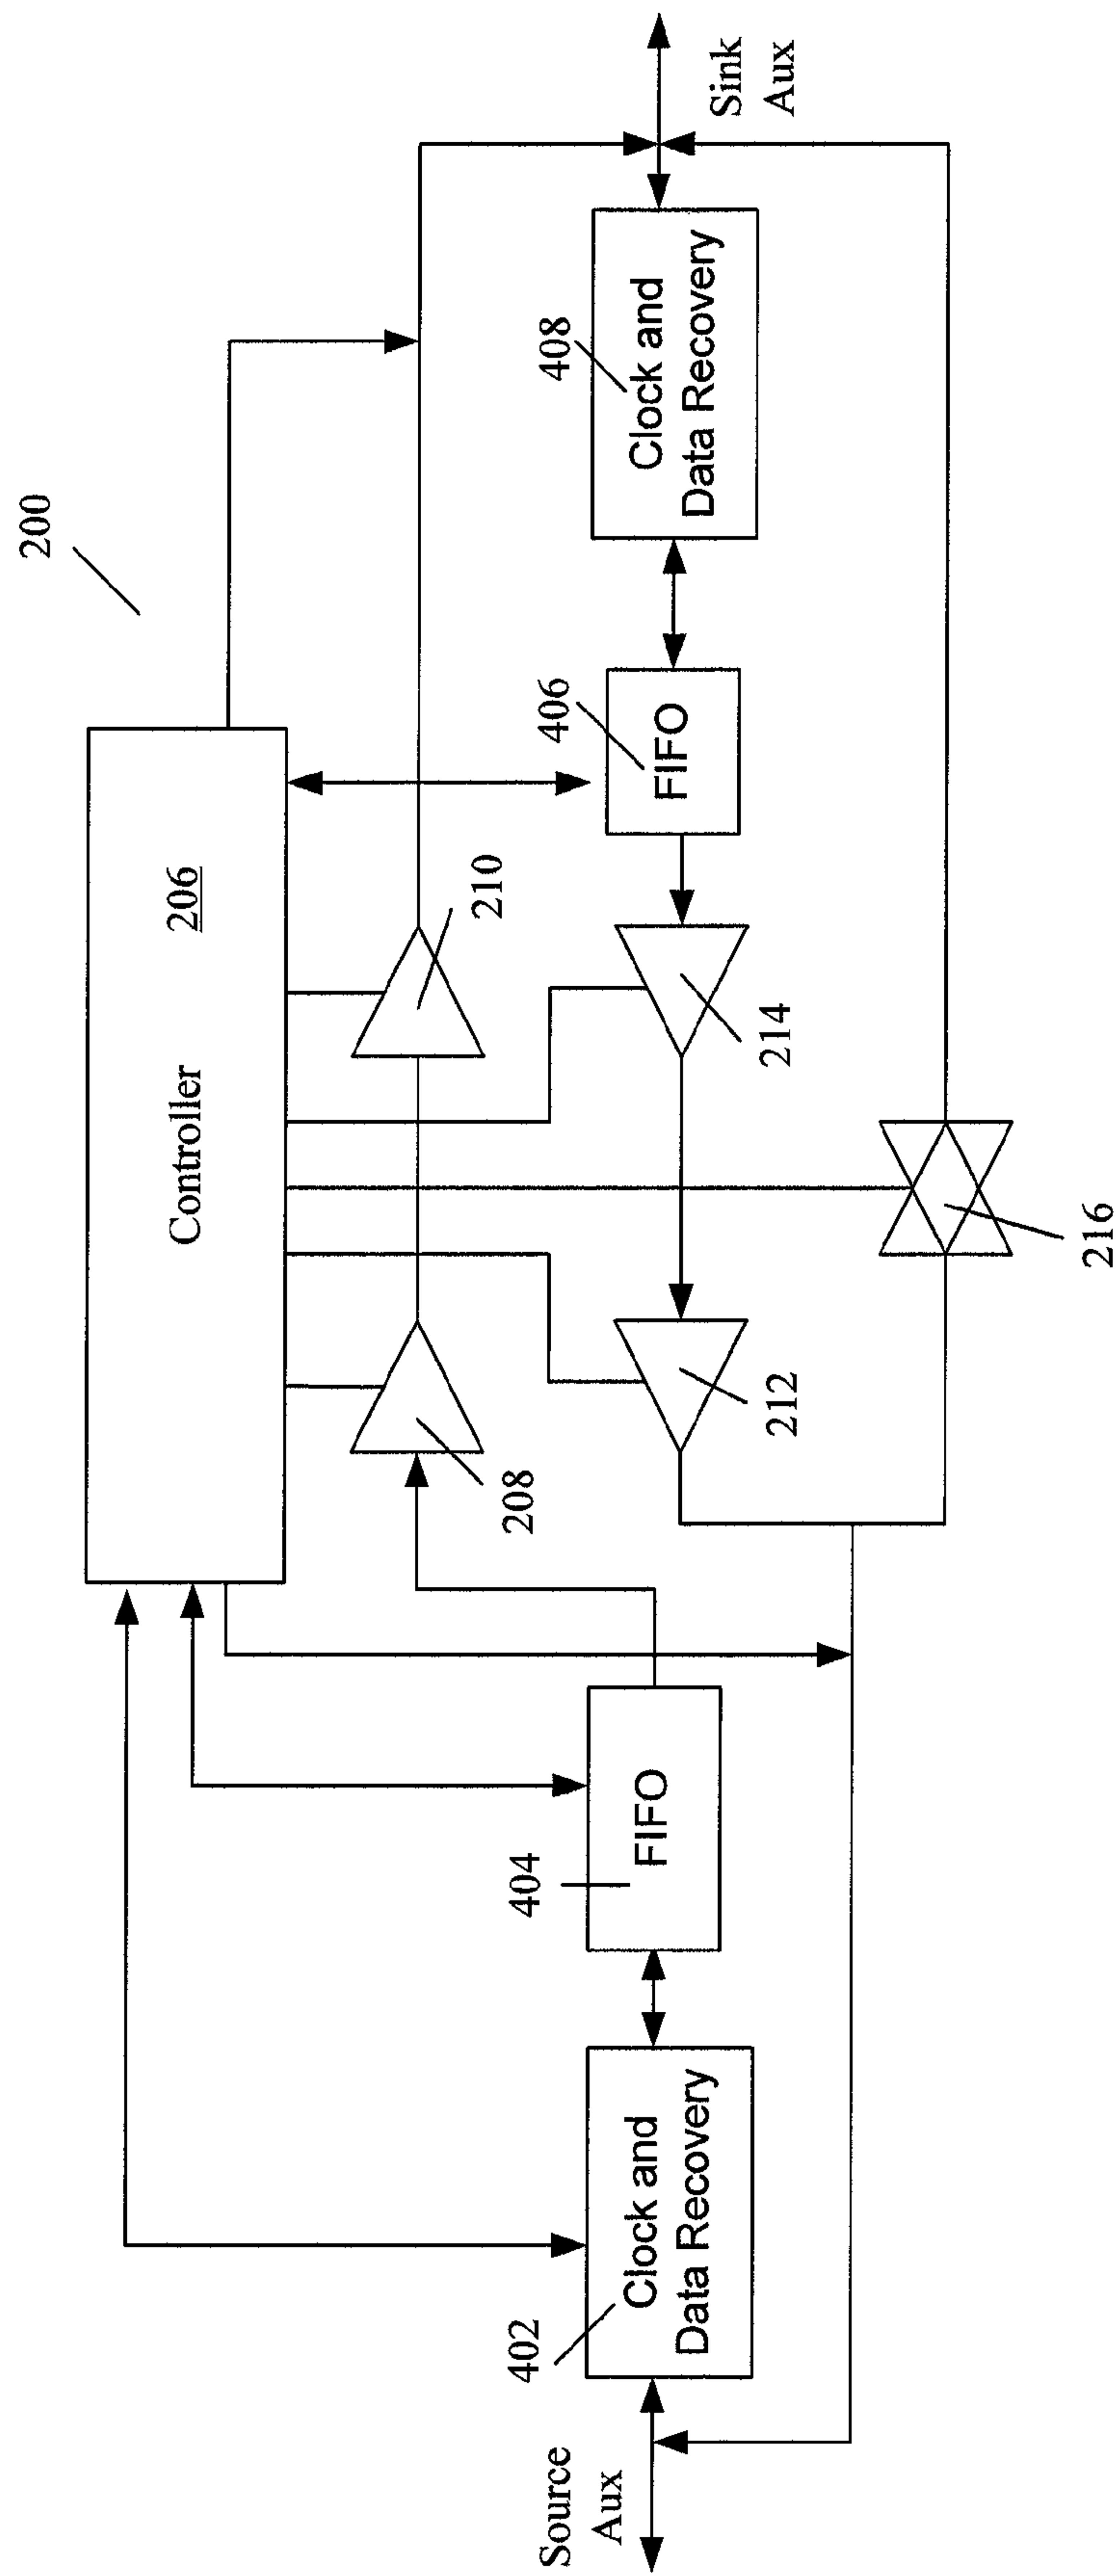 200
Controller
206
208
210
402
Clock and
Data Recovery
404
FIFO
212
214
406
FIFO
408
Clock and
Data Recovery
Source
Aux
Sink
Aux
216